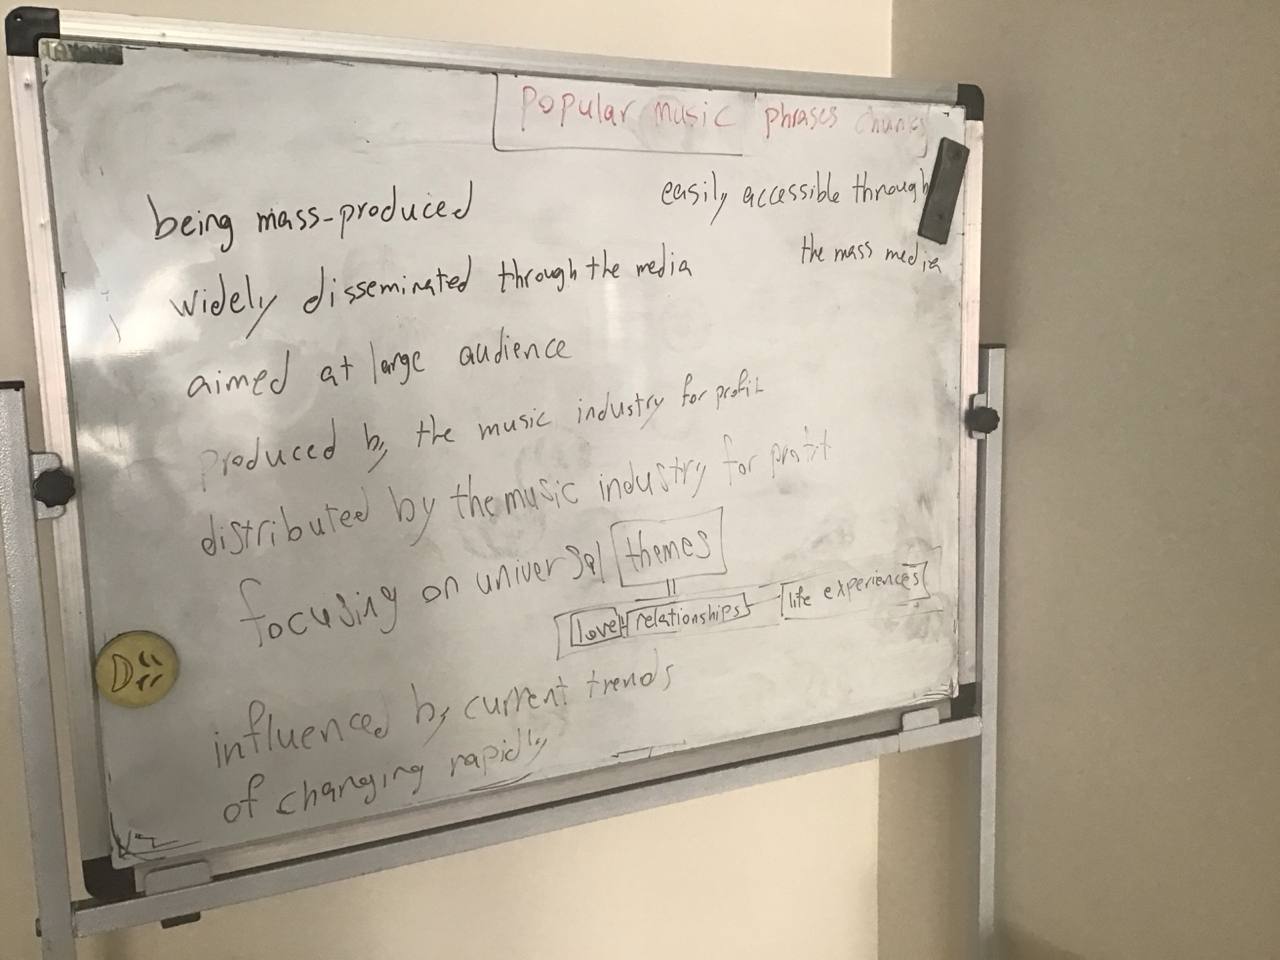 Popular music phrases chunks
being mass-produced
easily accessible through
the mass media
widely disseminated through the media
aimed at large audience
produced by the music industry for profit
distributed by the music industry for profit
focusing on universal themes
love relationships life experiences
influenced by current trends
of changing rapidly